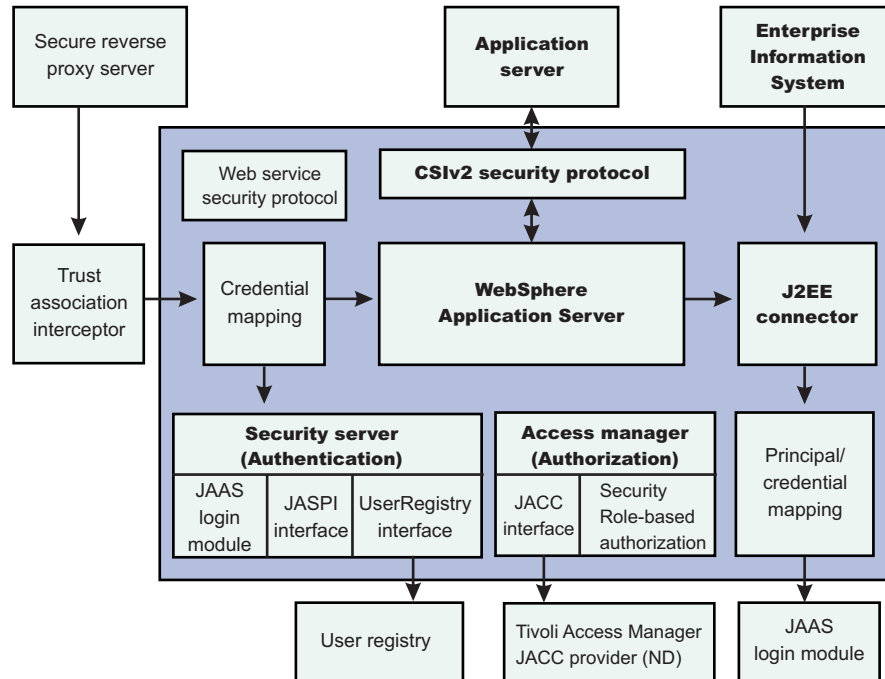 Secure reverse
proxy server
Application
server
Enterprise
Information
System
Web service
security protocol
CSIv2 security protocol
Trust
association
interceptor
Credential
mapping
WebSphere
Application Server
J2EE
connector
Security server
(Authentication)
JAAS
login
module
JASPI
interface
UserRegistry
interface
Access manager
(Authorization)
JACC
interface
Security
Role-based
authorization
Principal/
credential
mapping
User registry
Tivoli Access Manager
JACC provider (ND)
JAAS
login module